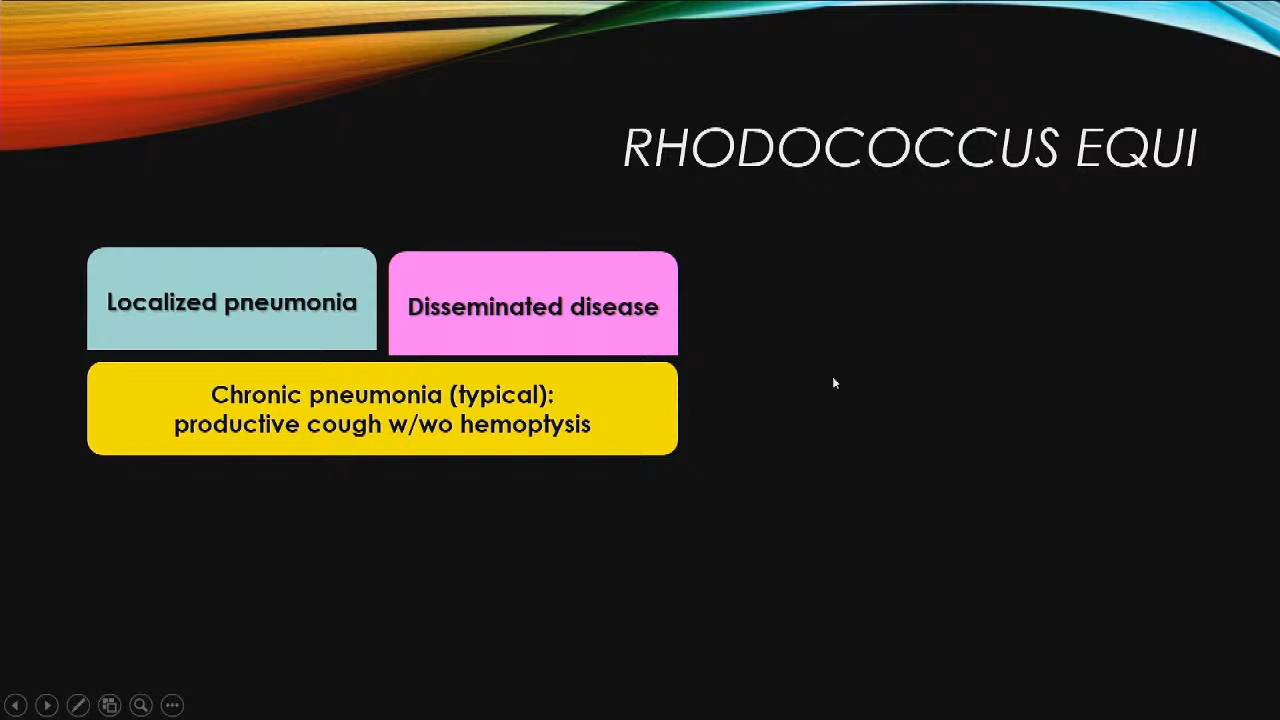 RHODOCOCCUS EQUI
Localized pneumonia
Disseminated disease
Chronic pneumonia (typical):
productive cough w/wo hemoptysis